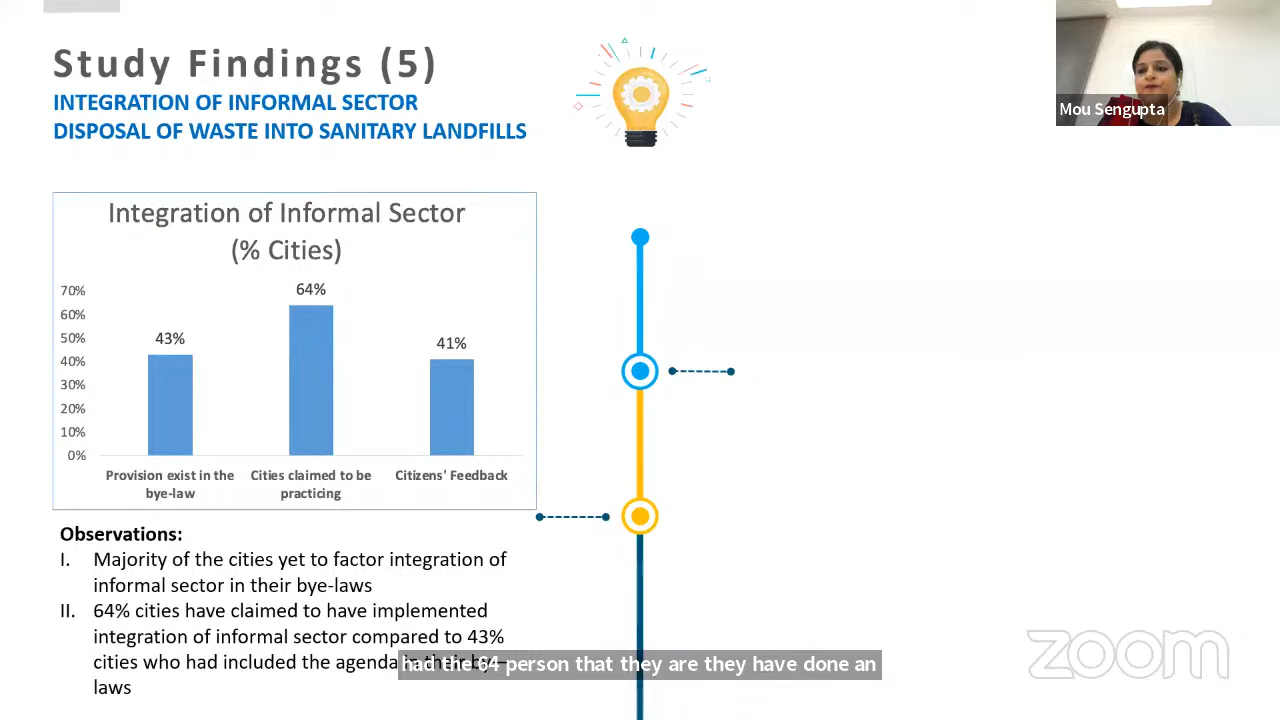 Study Findings (5)
INTEGRATION OF INFORMAL SECTOR
DISPOSAL OF WASTE INTO SANITARY LANDFILLS
Mou Sengupta
Integration of Informal Sector
(% Cities)
70%
60%
50%
40%
30%
20%
10%
0%
43%
64%
41%
Provision exist in the
bye-law
Cities claimed to be
practicing
Citizens' Feedback
Observations:
I. Majority of the cities yet to factor integration of
informal sector in their bye-laws
II. 64% cities have claimed to have implemented
integration of informal sector compared to 43%
cities who had included the agenda
laws
had the 64 person that they are they have done an
zoom